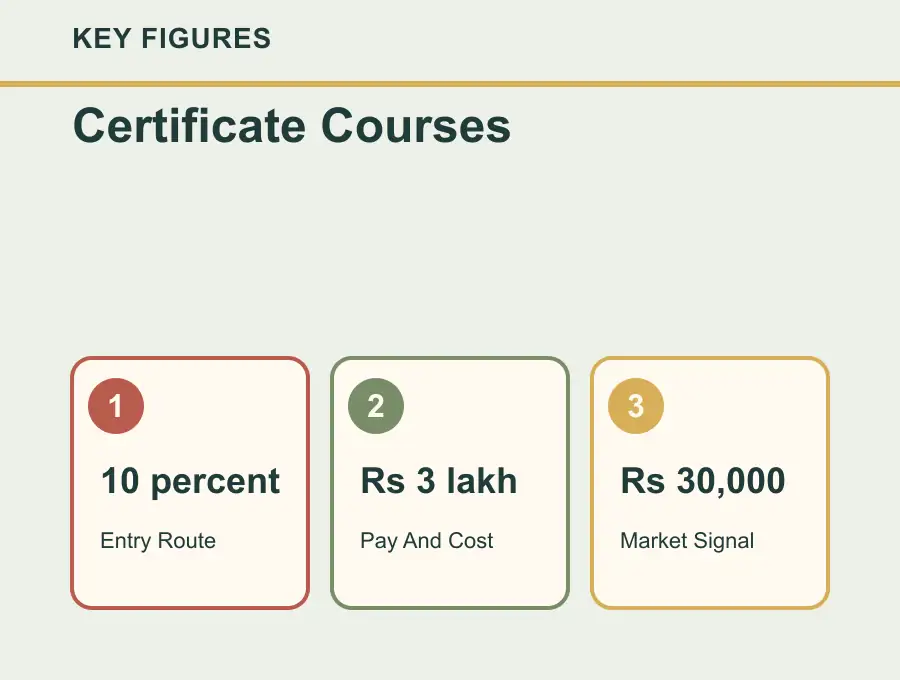 KEY FIGURES
Certificate Courses
1
10 percent
Entry Route
2
Rs 3 lakh
Pay And Cost
3
Rs 30,000
Market Signal